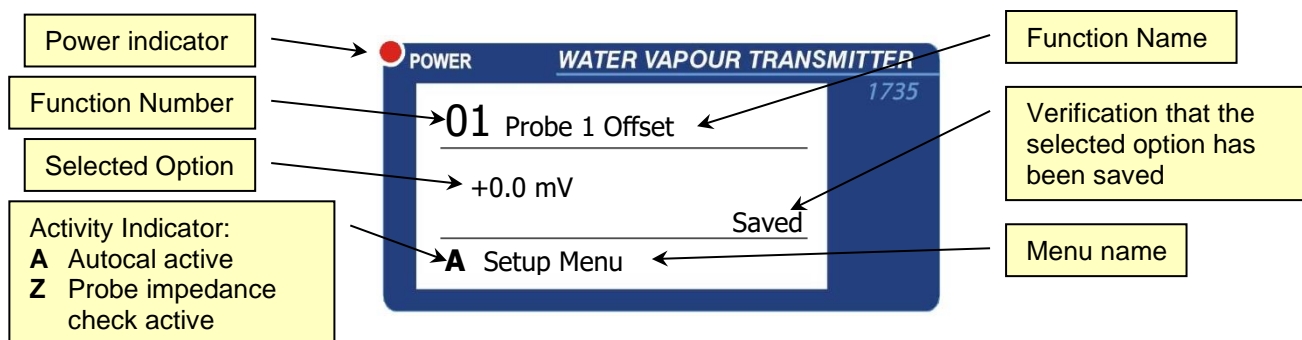 Power indicator
Function Number
Selected Option
Activity Indicator:
A Autocal active
Z Probe impedance
check active
POWER WATER VAPOUR TRANSMITTER
1735
01 Probe 1 Offset
+0.0 mV
Saved
A Setup Menu
Function Name
Verification that the
selected option has
been saved
Menu name